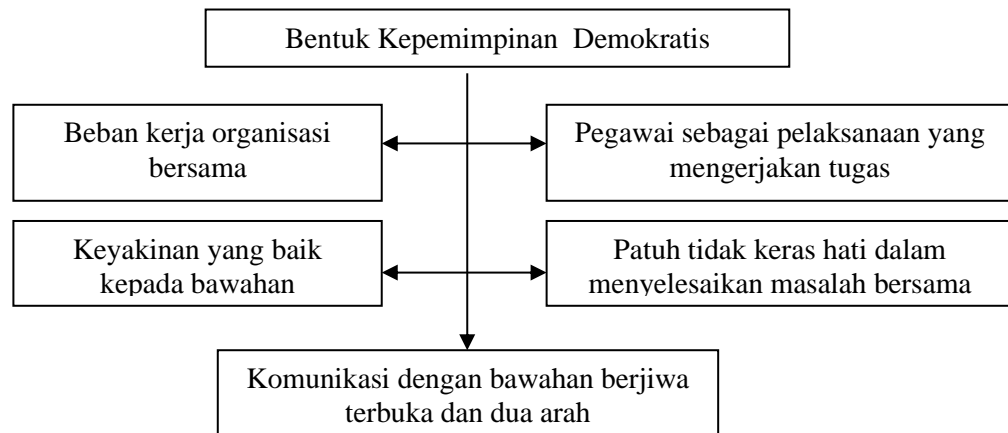 Bentuk Kepemimpinan Demokratis
Beban kerja organisasi
bersama
Pegawai sebagai pelaksanaan yang
mengerjakan tugas
Keyakinan yang baik
kepada bawahan
Patuh tidak keras hati dalam
menyelesaikan masalah bersama
Komunikasi dengan bawahan berjiwa
terbuka dan dua arah